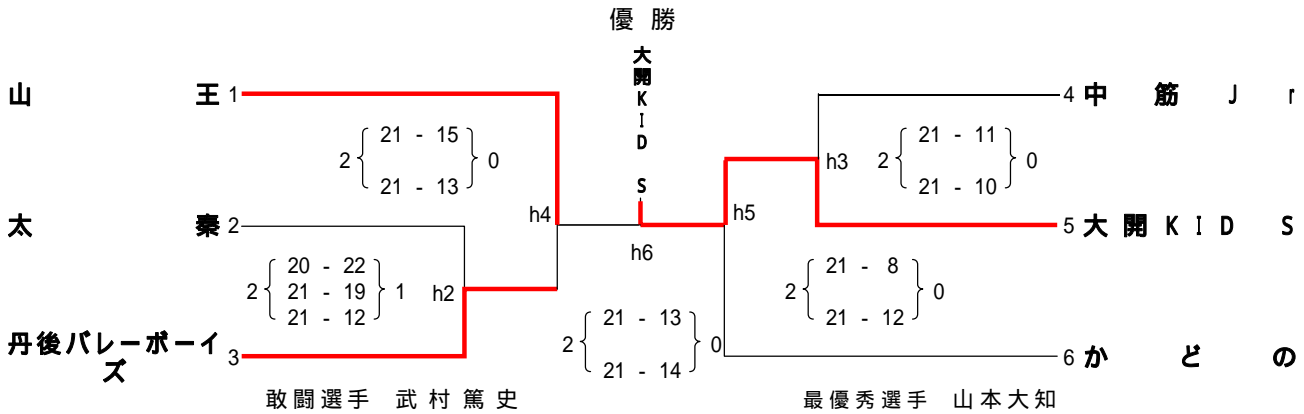 優 勝
大開KID S
山 王 1
4 中 筋 J r
21 - 15
2 0
21 - 13
21 - 11
2 0
21 - 10
h3
h4
h5
太 秦 2
5 大 開 K I D S
h6
20 - 22
2 21 - 19 1
21 - 12
h2
21 - 8
2 0
21 - 12
21 - 13
2 0
21 - 14
丹後バレーボーイ
ズ
3
6 か ど の
敢闘選手 武村篤史
最優秀選手 山本大知